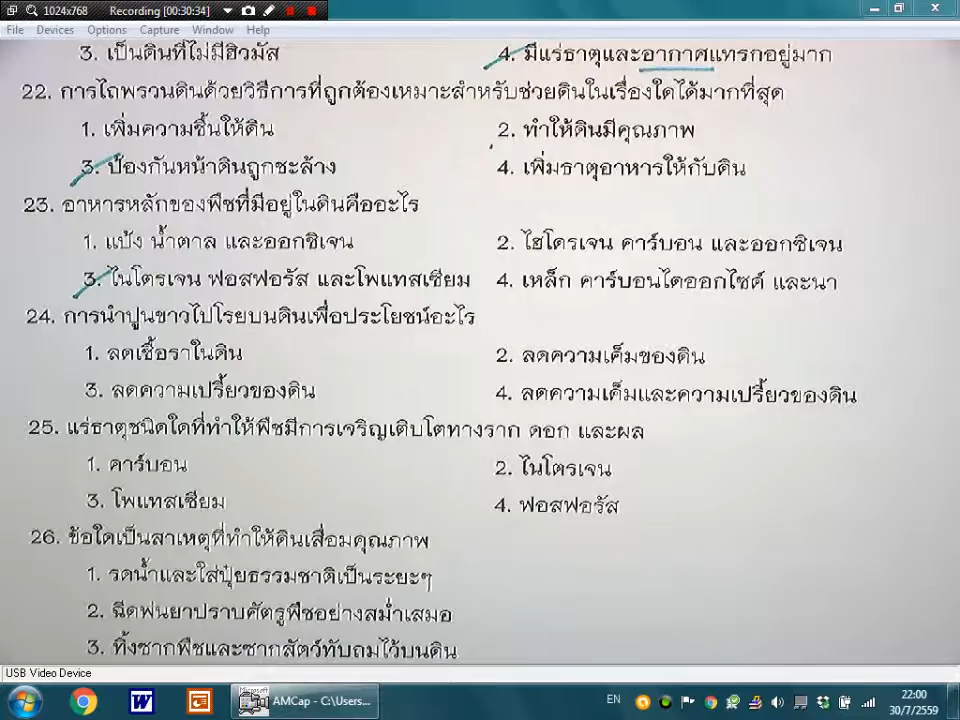 1024x768 Recording [00:30:34]
File Devices Options Capture Window Help
3. เป็นดินที่ไม่มีฮิวมัส 4. มีแร่ธาตุและอากาศแทรกอยู่มาก
22. การไถพรวนดินด้วยวิธีการที่ถูกต้องเหมาะสำหรับช่วยดินในเรื่องใดได้มากที่สุด
1. เพิ่มความชื้นให้ดิน 2. ทำให้ดินมีคุณภาพ
3. ป้องกันหน้าดินถูกชะล้าง 4. เพิ่มธาตุอาหารให้กับดิน
23. อาหารหลักของพืชที่มีอยู่ในดินคืออะไร
1. แป้ง น้ำตาล และออกซิเจน 2. ไฮโดรเจน คาร์บอน และออกซิเจน
3. ไนโตรเจน ฟอสฟอรัส และโพแทสเซียม 4. เหล็ก คาร์บอนไดออกไซด์ และนา
24. การนำปูนขาวไปโรยบนดินเพื่อประโยชน์อะไร
1. ลดเชื้อราในดิน 2. ลดความเค็มของดิน
3. ลดความเปรี้ยวของดิน 4. ลดความเค็มและความเปรี้ยวของดิน
25. แร่ธาตุชนิดใดที่ทำให้พืชมีการเจริญเติบโตทางราก ดอก และผล
1. คาร์บอน 2. ไนโตรเจน
3. โพแทสเซียม 4. ฟอสฟอรัส
26. ข้อใดเป็นสาเหตุที่ทำให้ดินเสื่อมคุณภาพ
1. รดน้ำและใส่ปุ๋ยธรรมชาติเป็นระยะๆ
2. ฉีดพ่นยาปราบศัตรูพืชอย่างสม่ำเสมอ
3. ทิ้งซากพืชและซากสัตว์ทับถมไว้บนดิน
USB Video Device
AMCap - C:\Users... EN 22:00
30/7/2559